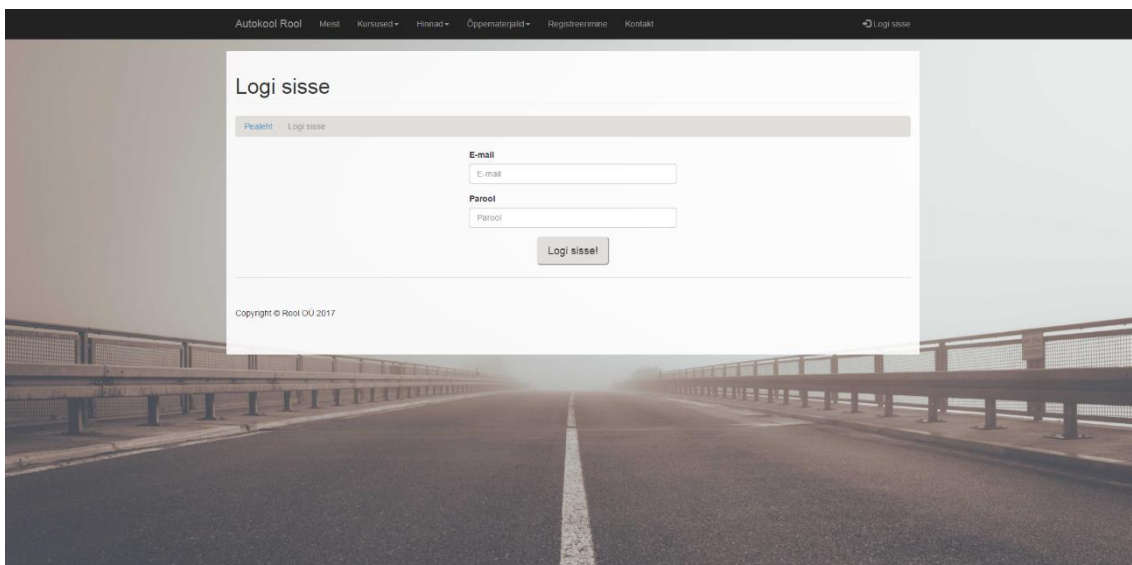 Autokool Rool Meist Kursused Hinnad Õppematerjalid Registreerimine Kontakt Logi sisse
Logi sisse
Pealeht / Logi sisse
E-mail
E-mail
Parool
Parool
Logi sisse!
Copyright © Rool OÜ 2017